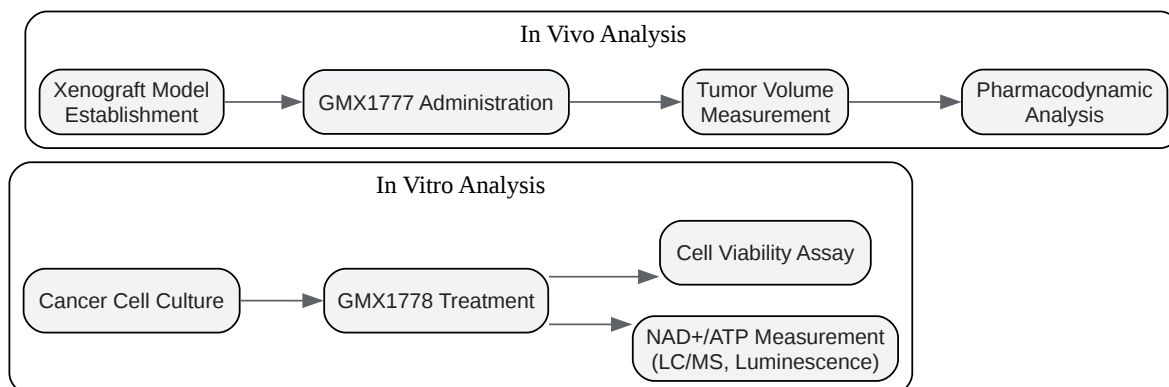 In Vivo Analysis
Xenograft Model
Establishment
GMX1777 Administration
Tumor Volume
Measurement
Pharmacodynamic
Analysis
In Vitro Analysis
Cancer Cell Culture
GMX1778 Treatment
Cell Viability Assay
NAD+/ATP Measurement
(LC/MS, Luminescence)